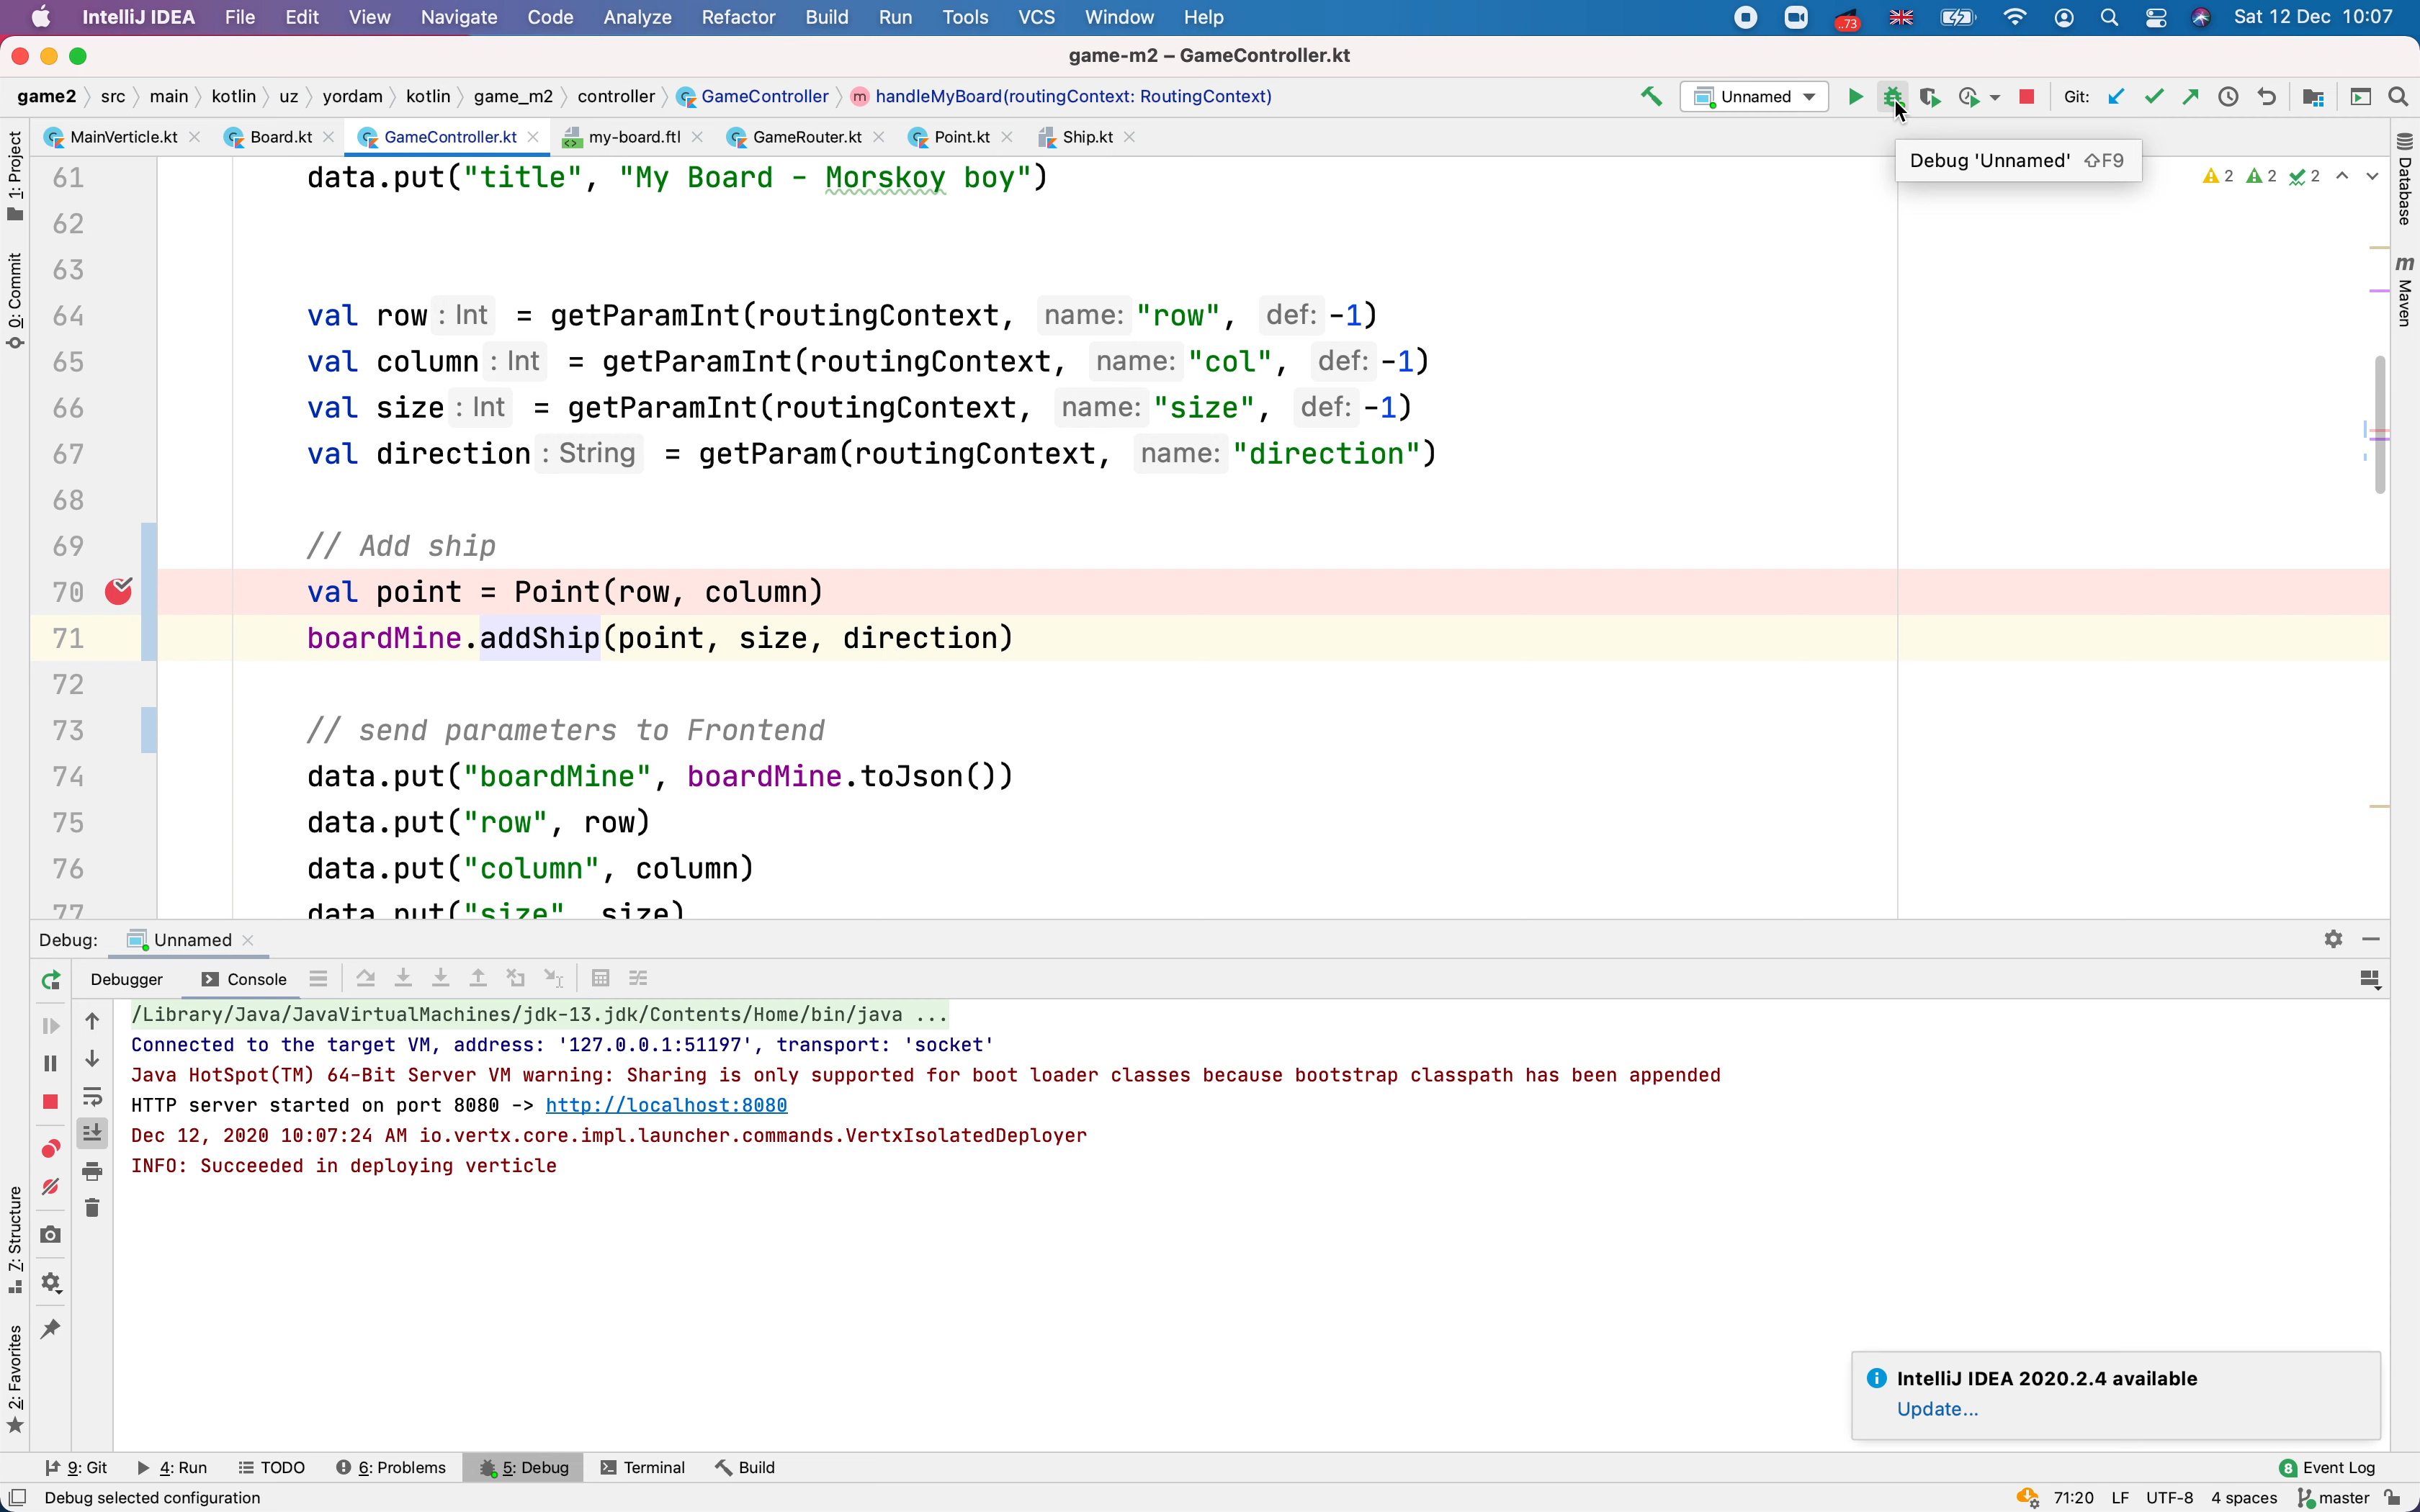 IntelliJ IDEA File Edit View Navigate Code Analyze Refactor Build Run Tools VCS Window Help ..73 Sat 12 Dec 10:07
game-m2 – GameController.kt
game2 src main kotlin uz yordam kotlin game_m2 controller GameController m handleMyBoard(routingContext: RoutingContext) Unnamed Git:
MainVerticle.kt Board.kt GameController.kt my-board.ftl GameRouter.kt Point.kt Ship.kt
Debug 'Unnamed' ⇧F9
2 2 2
1: Project
0: Commit
7: Structure
2: Favorites
Database
m Maven
61 data.put("title", "My Board - Morskoy boy")
62
63
64 val row : Int = getParamInt(routingContext, name: "row", def: -1)
65 val column : Int = getParamInt(routingContext, name: "col", def: -1)
66 val size : Int = getParamInt(routingContext, name: "size", def: -1)
67 val direction : String = getParam(routingContext, name: "direction")
68
69 // Add ship
70 val point = Point(row, column)
71 boardMine.addShip(point, size, direction)
72
73 // send parameters to Frontend
74 data.put("boardMine", boardMine.toJson())
75 data.put("row", row)
76 data.put("column", column)
77 data.put("size", size)
Debug: Unnamed
Debugger Console
/Library/Java/JavaVirtualMachines/jdk-13.jdk/Contents/Home/bin/java ...
Connected to the target VM, address: '127.0.0.1:51197', transport: 'socket'
Java HotSpot(TM) 64-Bit Server VM warning: Sharing is only supported for boot loader classes because bootstrap classpath has been appended
HTTP server started on port 8080 -> http://localhost:8080
Dec 12, 2020 10:07:24 AM io.vertx.core.impl.launcher.commands.VertxIsolatedDeployer
INFO: Succeeded in deploying verticle
IntelliJ IDEA 2020.2.4 available
Update...
9: Git 4: Run TODO 6: Problems 5: Debug Terminal Build 8 Event Log
Debug selected configuration 71:20 LF UTF-8 4 spaces master